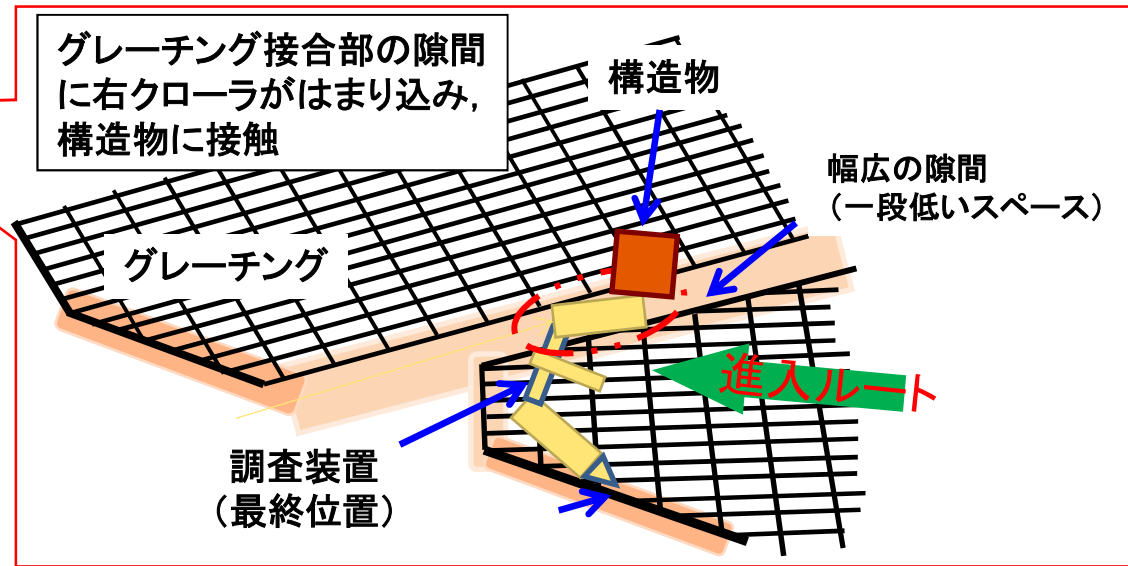 グレーチング接合部の隙間
に右クローラがはまり込み，
構造物に接触
構造物
幅広の隙間
（一段低いスペース）
グレーチング
進入ルート
調査装置
（最終位置）